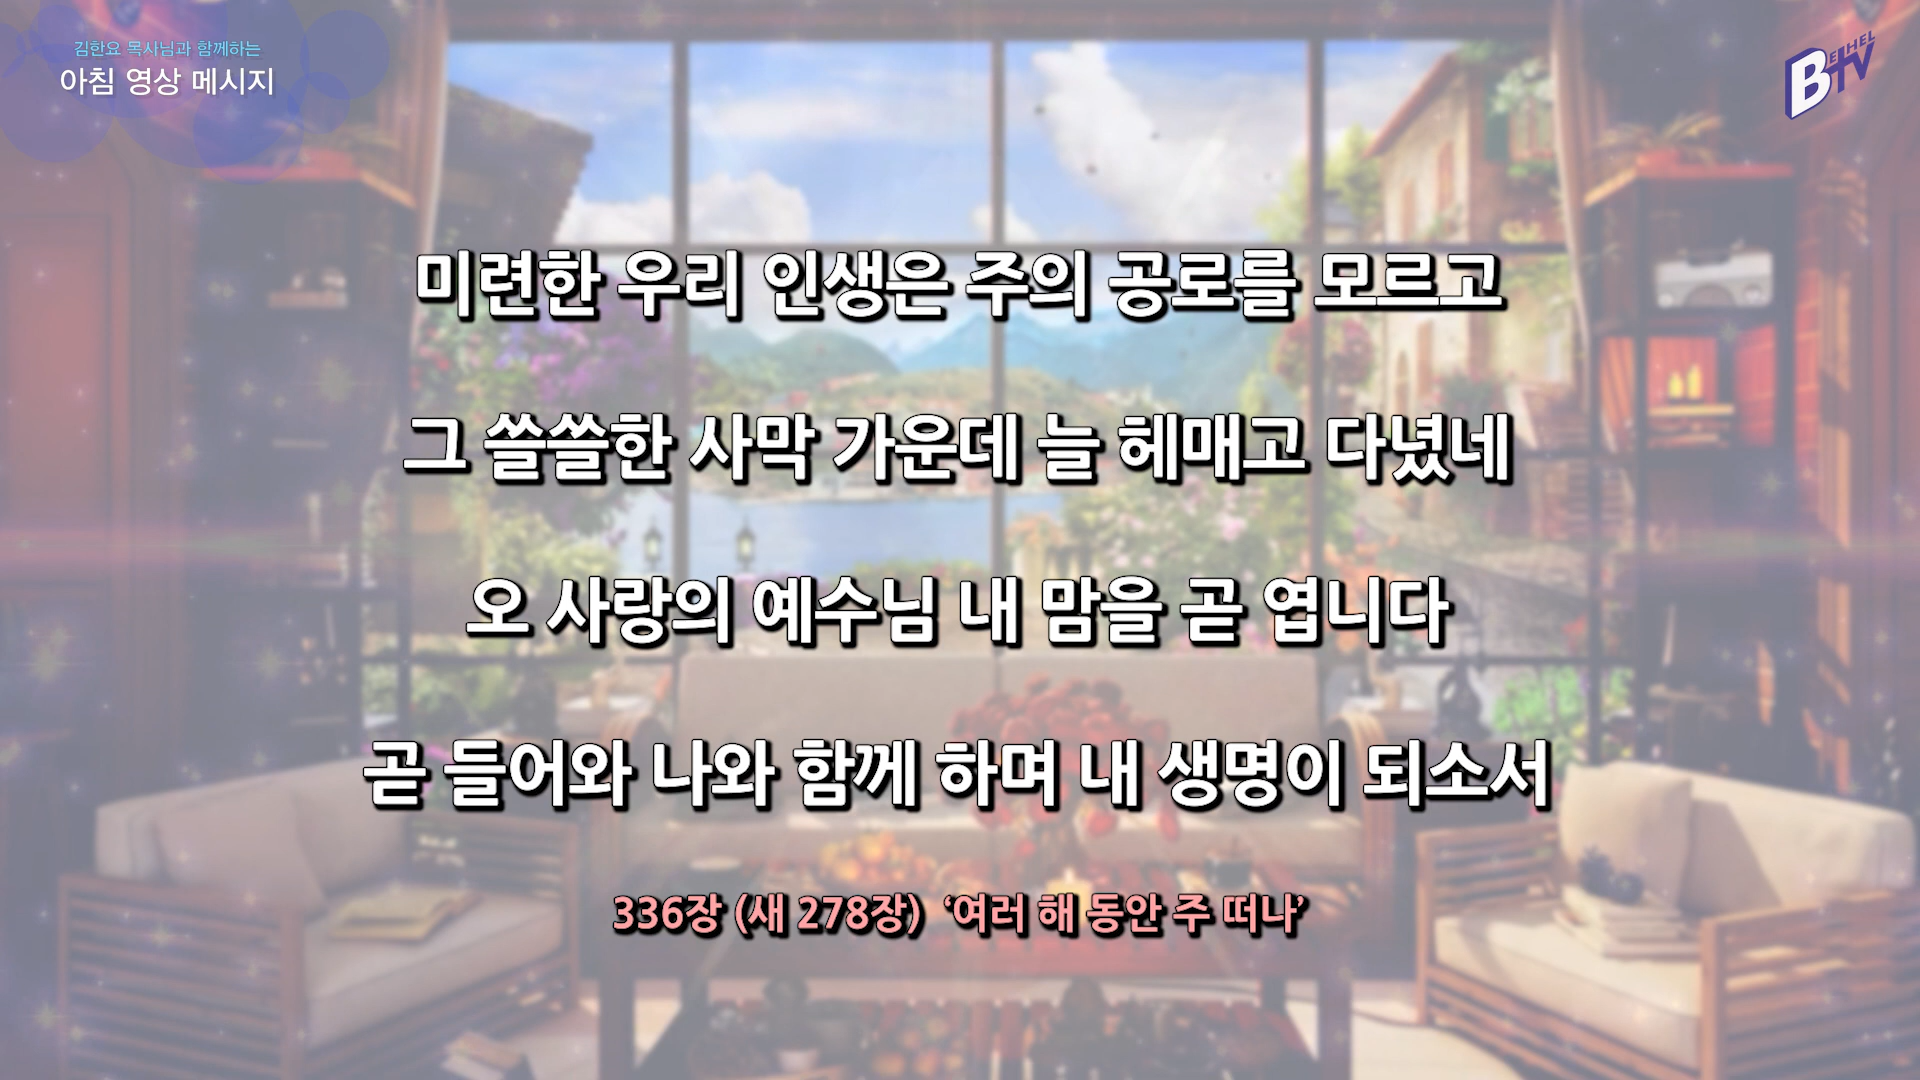 김한요 목사님과 함께하는
아침 영상 메시지
BETHEL TV
미련한 우리 인생은 주의 공로를 모르고
그 쓸쓸한 사막 가운데 늘 헤매고 다녔네
오 사랑의 예수님 내 맘을 곧 엽니다
곧 들어와 나와 함께 하며 내 생명이 되소서
336장 (새 278장) ‘여러 해 동안 주 떠나’